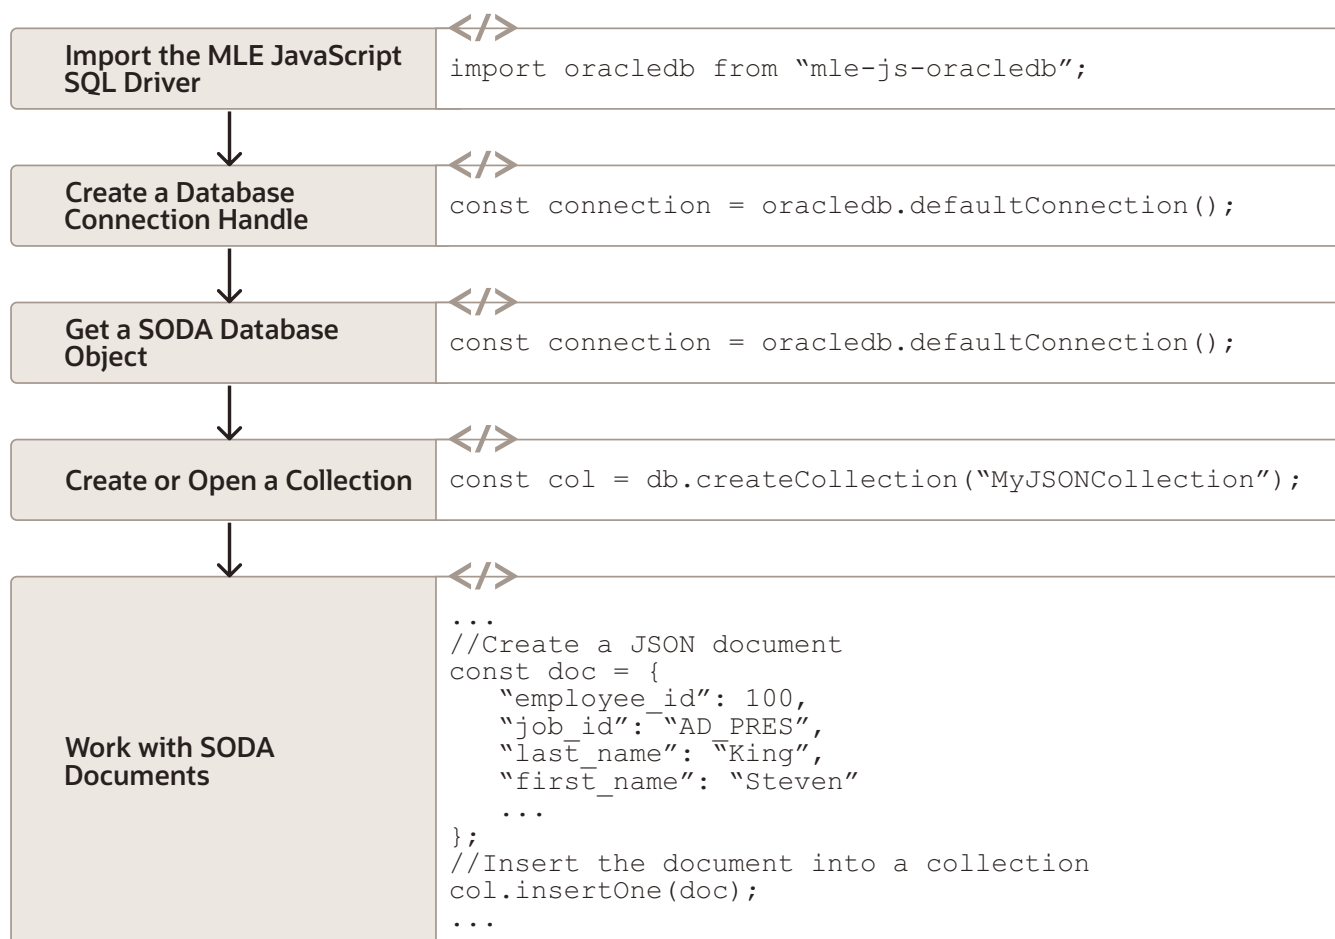 </>
Import the MLE JavaScript
SQL Driver
import oracledb from “mle-js-oracledb”;
</>
Create a Database
Connection Handle
const connection = oracledb.defaultConnection();
</>
Get a SODA Database
Object
const connection = oracledb.defaultConnection();
</>
Create or Open a Collection
const col = db.createCollection(“MyJSONCollection”);
</>
Work with SODA
Documents
...
//Create a JSON document
const doc = {
“employee_id”: 100,
“job_id”: “AD_PRES”,
“last_name”: “King”,
“first_name”: “Steven”
...
};
//Insert the document into a collection
col.insertOne(doc);
...